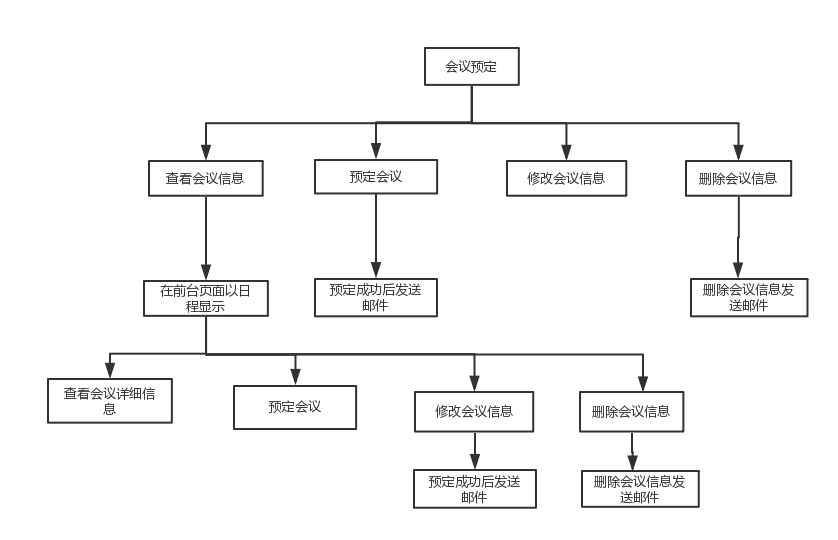 会议预定
查看会议信息
预定会议
修改会议信息
删除会议信息
在前台页面以日
程显示
预定成功后发送
邮件
删除会议信息发
送邮件
查看会议详细信
息
预定会议
修改会议信息
删除会议信息
预定成功后发送
邮件
删除会议信息发
送邮件